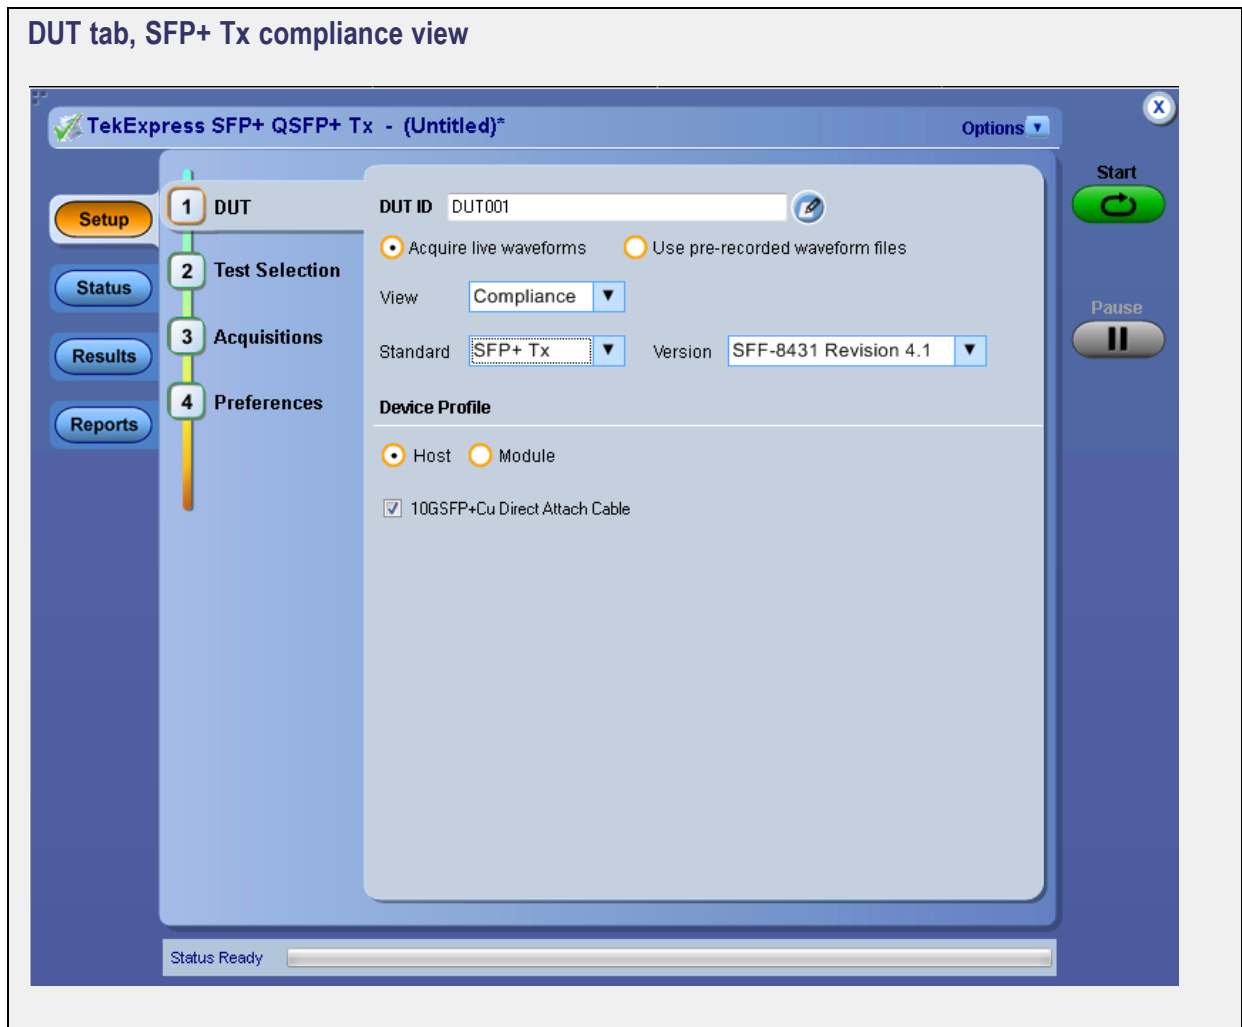 DUT tab, SFP+ Tx compliance view
TekExpress SFP+ QSFP+ Tx - (Untitled)*
Options
X
Start
Setup
1 DUT
DUT ID DUT001
Acquire live waveforms Use pre-recorded waveform files
Status
2 Test Selection
View Compliance
Pause
Results
3 Acquisitions
Standard SFP+ Tx Version SFF-8431 Revision 4.1
Reports
4 Preferences
Device Profile
Host Module
10GSFP+Cu Direct Attach Cable
Status Ready